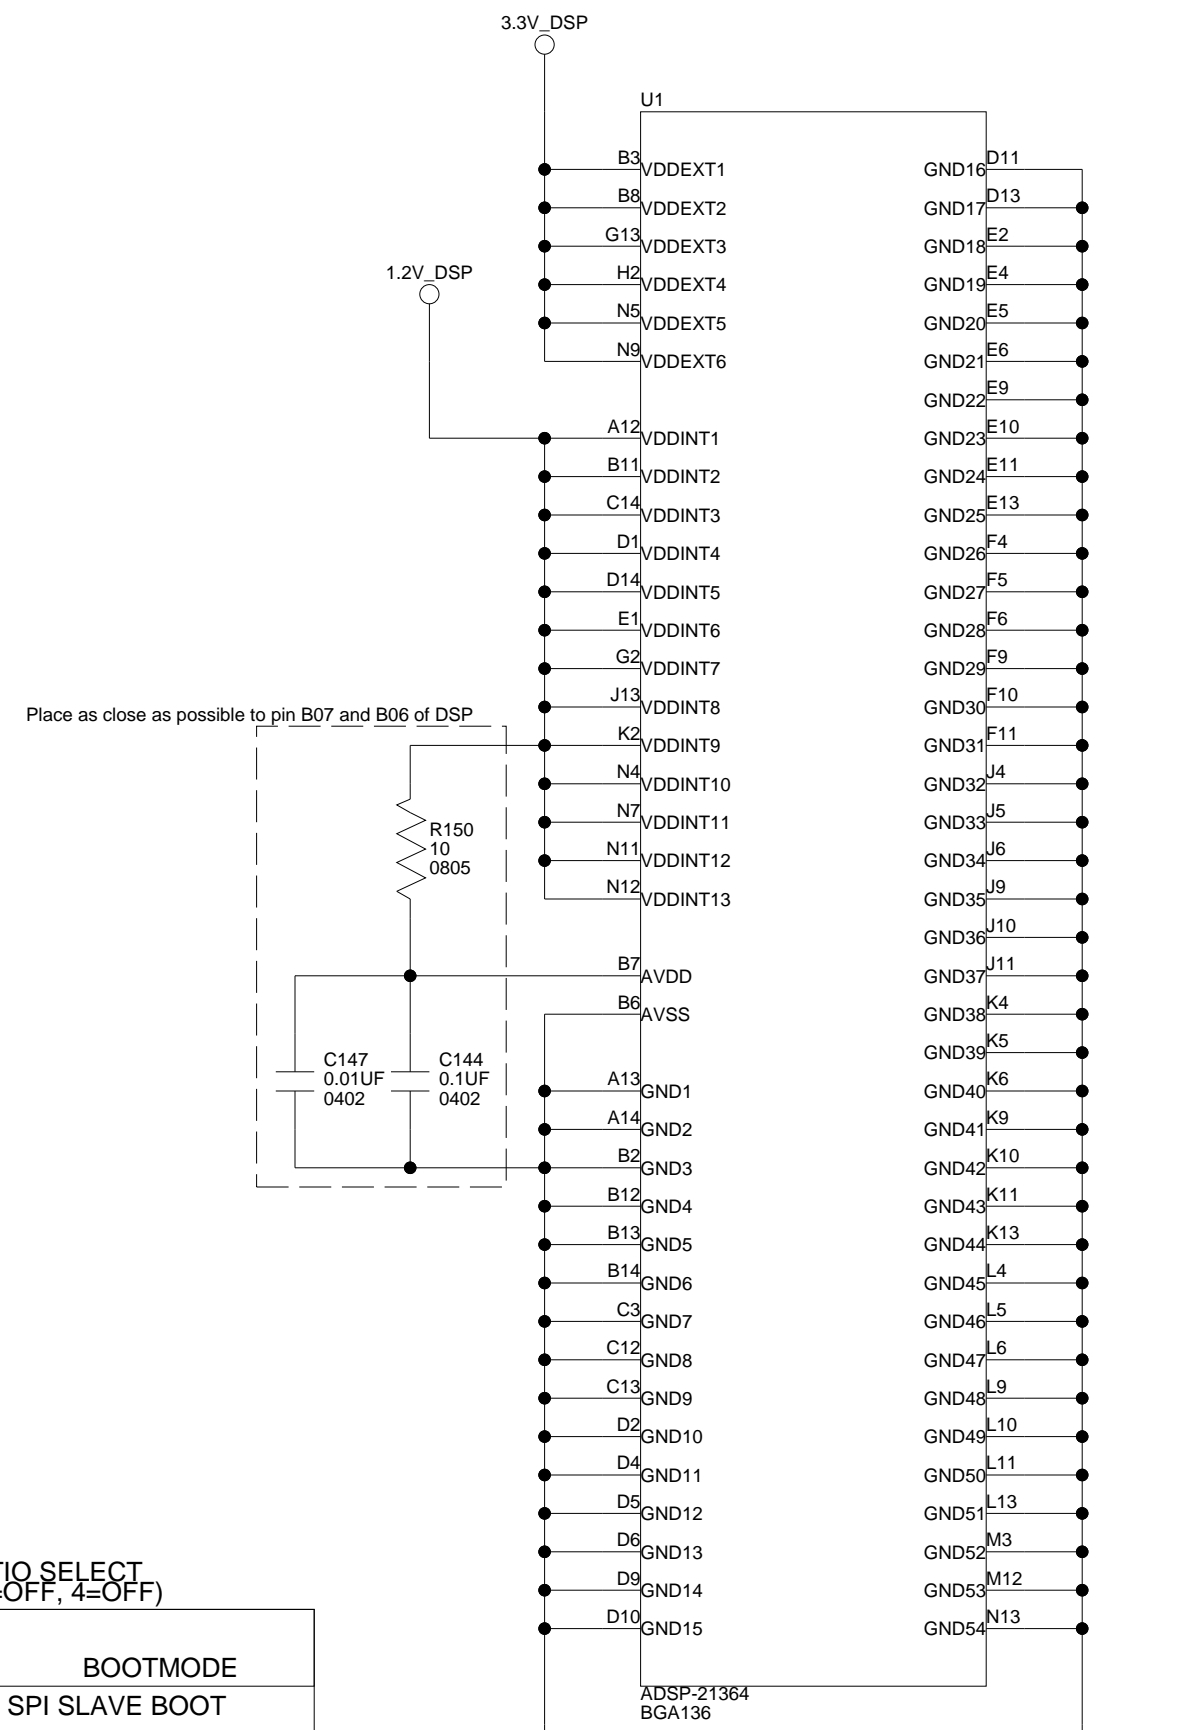 3.3V_DSP
U1
B3 VDDEXT1 GND16 D11
B8 VDDEXT2 GND17 D13
G13 VDDEXT3 GND18 E2
1.2V_DSP
H2 VDDEXT4 GND19 E4
N5 VDDEXT5 GND20 E5
N9 VDDEXT6 GND21 E6
GND22 E9
A12 VDDINT1 GND23 E10
B11 VDDINT2 GND24 E11
C14 VDDINT3 GND25 E13
D1 VDDINT4 GND26 F4
D14 VDDINT5 GND27 F5
E1 VDDINT6 GND28 F6
G2 VDDINT7 GND29 F9
J13 VDDINT8 GND30 F10
Place as close as possible to pin B07 and B06 of DSP
K2 VDDINT9 GND31 F11
N4 VDDINT10 GND32 J4
N7 VDDINT11 GND33 J5
R150
10
0805
N11 VDDINT12 GND34 J6
N12 VDDINT13 GND35 J9
GND36 J10
B7 AVDD GND37 J11
B6 AVSS GND38 K4
GND39 K5
C147
0.01UF
0402
C144
0.1UF
0402
A13 GND1 GND40 K6
A14 GND2 GND41 K9
B2 GND3 GND42 K10
B12 GND4 GND43 K11
B13 GND5 GND44 K13
B14 GND6 GND45 L4
C3 GND7 GND46 L5
C12 GND8 GND47 L6
C13 GND9 GND48 L9
D2 GND10 GND49 L10
D4 GND11 GND50 L11
D5 GND12 GND51 L13
D6 GND13 GND52 M3
D9 GND14 GND53 M12
D10 GND15 GND54 N13
TIO SELECT
=OFF, 4=OFF)
BOOTMODE
SPI SLAVE BOOT
ADSP-21364
BGA136